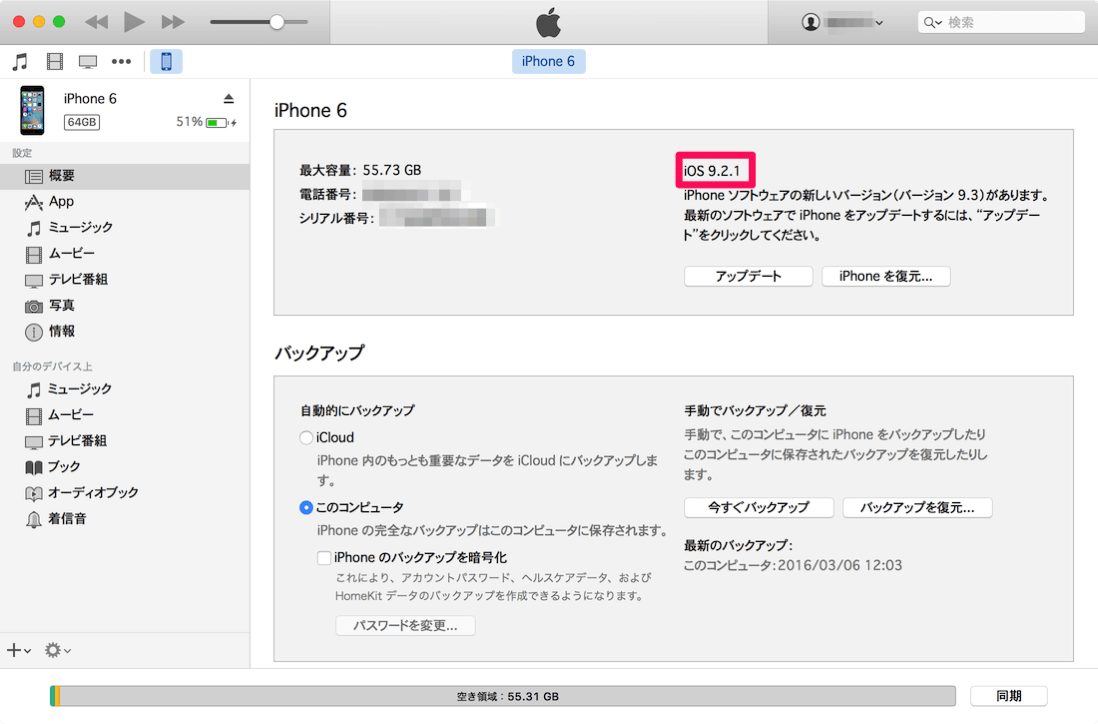 検索
iPhone 6
iPhone 6
64GB
51%
設定
概要
App
ミュージック
ムービー
テレビ番組
写真
情報
自分のデバイス上
ミュージック
ムービー
テレビ番組
ブック
オーディオブック
着信音
iPhone 6
最大容量：55.73 GB
電話番号：
シリアル番号：
iOS 9.2.1
iPhone ソフトウェアの新しいバージョン（バージョン 9.3）があります。
最新のソフトウェアで iPhone をアップデートするには、“アップデー
ト”をクリックしてください。
アップデート
iPhone を復元...
バックアップ
自動的にバックアップ
iCloud
iPhone 内のもっとも重要なデータを iCloud にバックアップしま
す。
このコンピュータ
iPhone の完全なバックアップはこのコンピュータに保存されます。
iPhone のバックアップを暗号化
これにより、アカウントパスワード、ヘルスケアデータ、および
HomeKit データのバックアップを作成できるようになります。
パスワードを変更...
手動でバックアップ／復元
手動で、このコンピュータに iPhone をバックアップしたり
このコンピュータに保存されたバックアップを復元したりし
ます。
今すぐバックアップ
バックアップを復元...
最新のバックアップ：
このコンピュータ：2016/03/06 12:03
空き領域：55.31 GB
同期